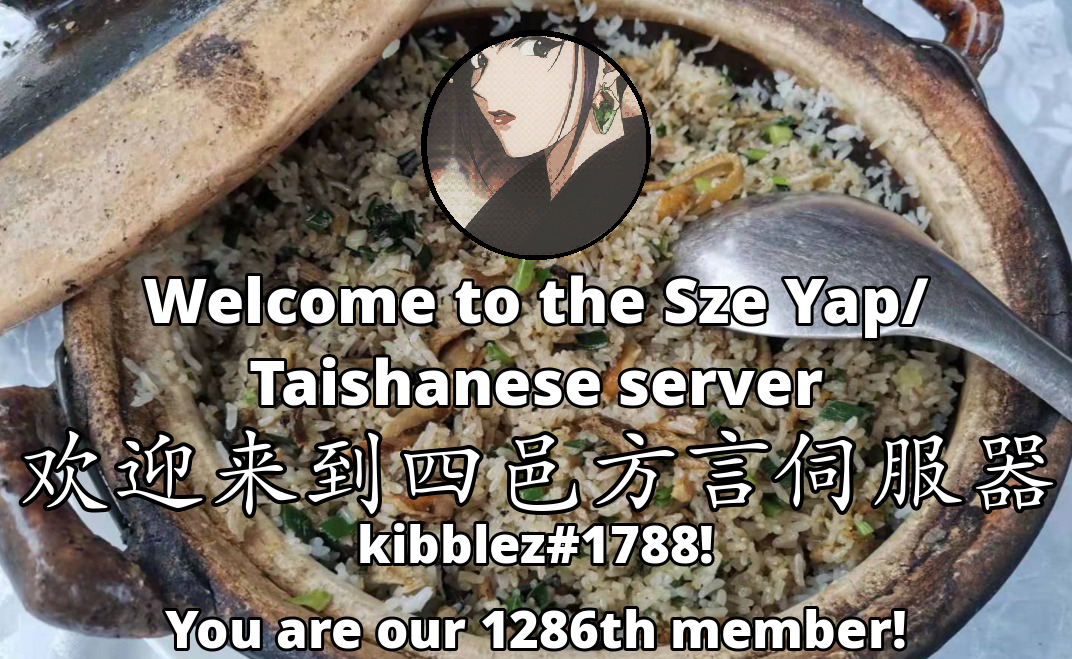 Welcome to the Sze Yap/
Taishanese server
欢迎来到四邑方言伺服器
kibblez#1788!
You are our 1286th member!